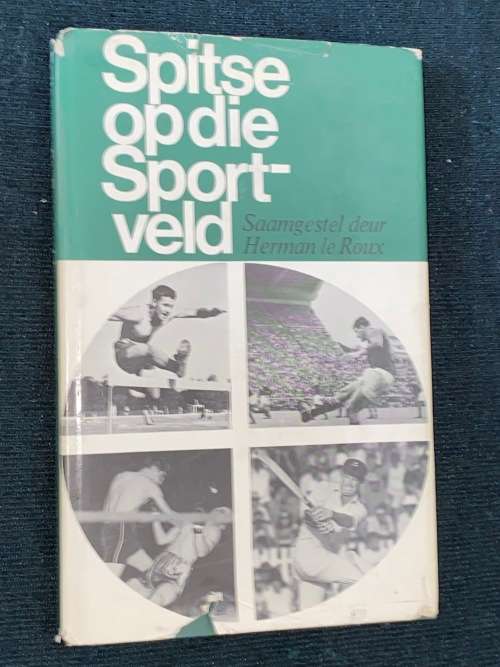 Spitse
op die
Sport-
veld
Saamgestel deur
Herman le Roux